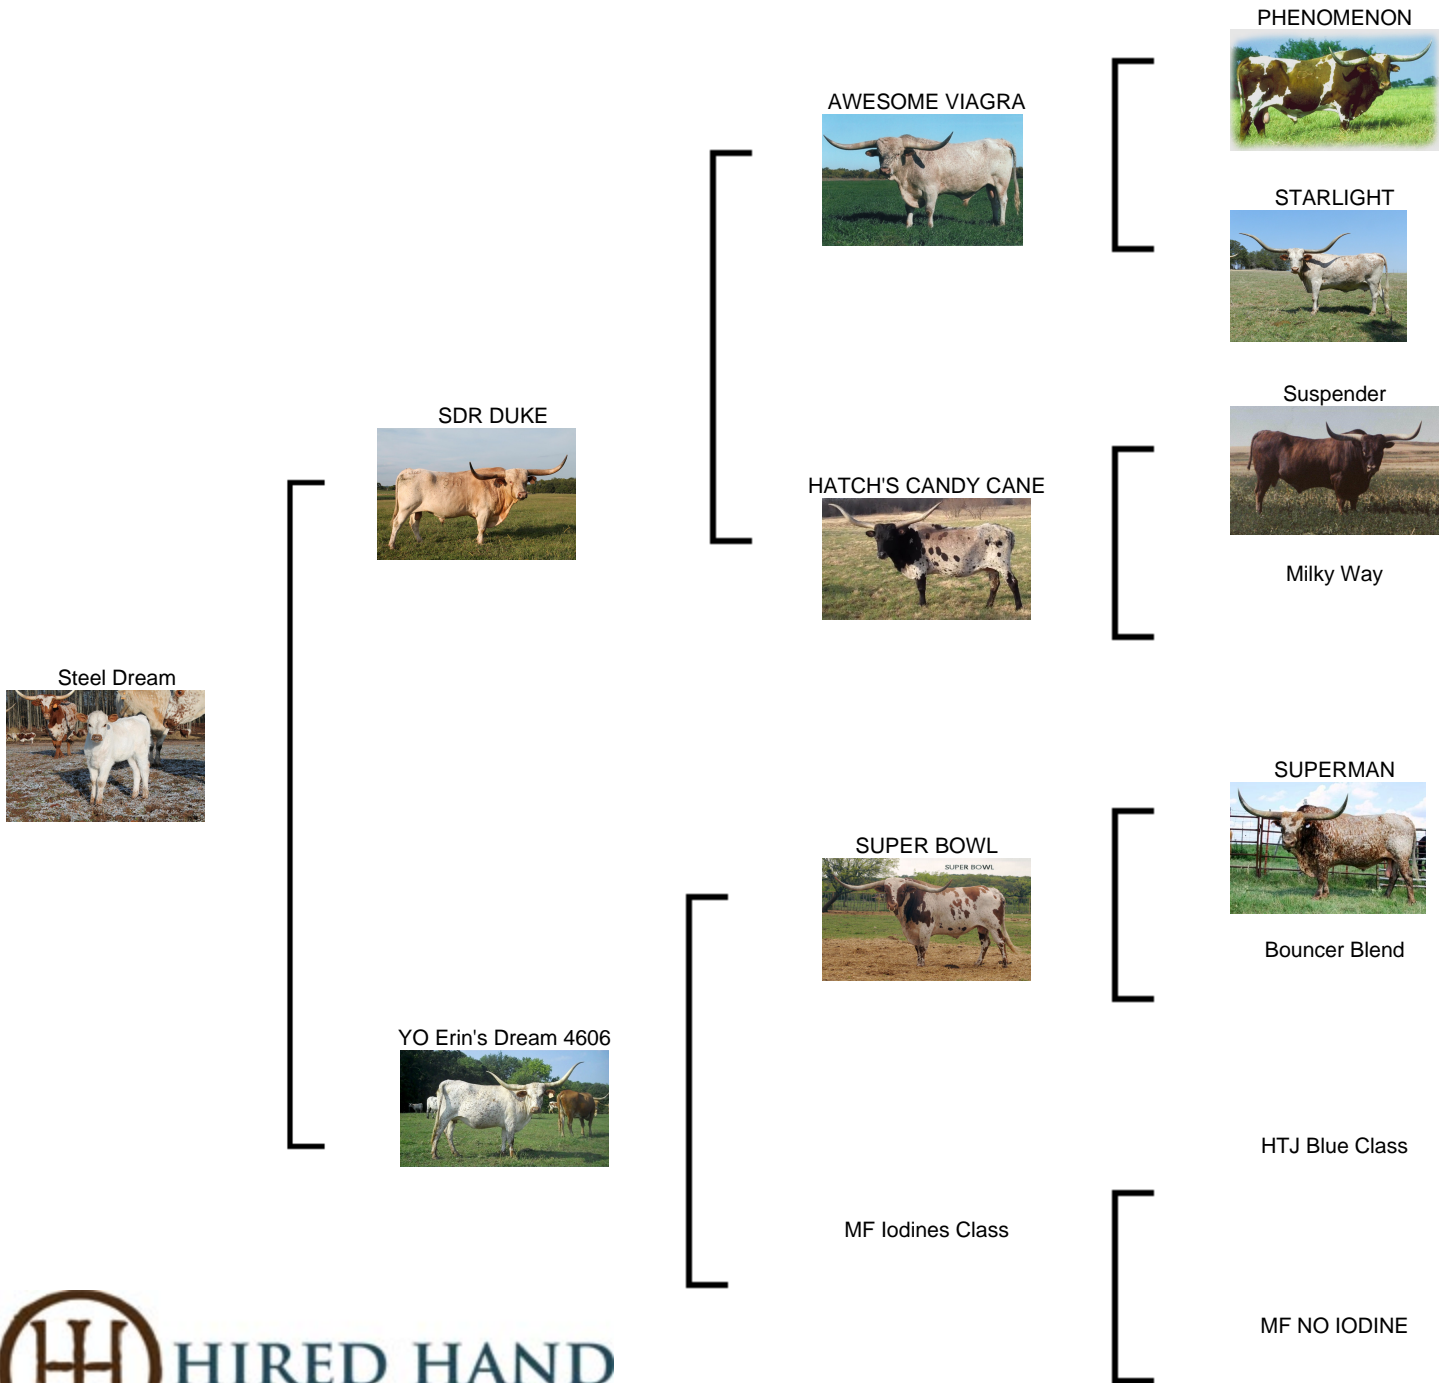 PHENOMENON
AWESOME VIAGRA
STARLIGHT
Suspender
SDR DUKE
HATCH'S CANDY CANE
Milky Way
Steel Dream
SUPERMAN
SUPER BOWL
SUPER BOWL
Bouncer Blend
YO Erin's Dream 4606
HTJ Blue Class
MF Iodines Class
MF NO IODINE
HIRED HAND